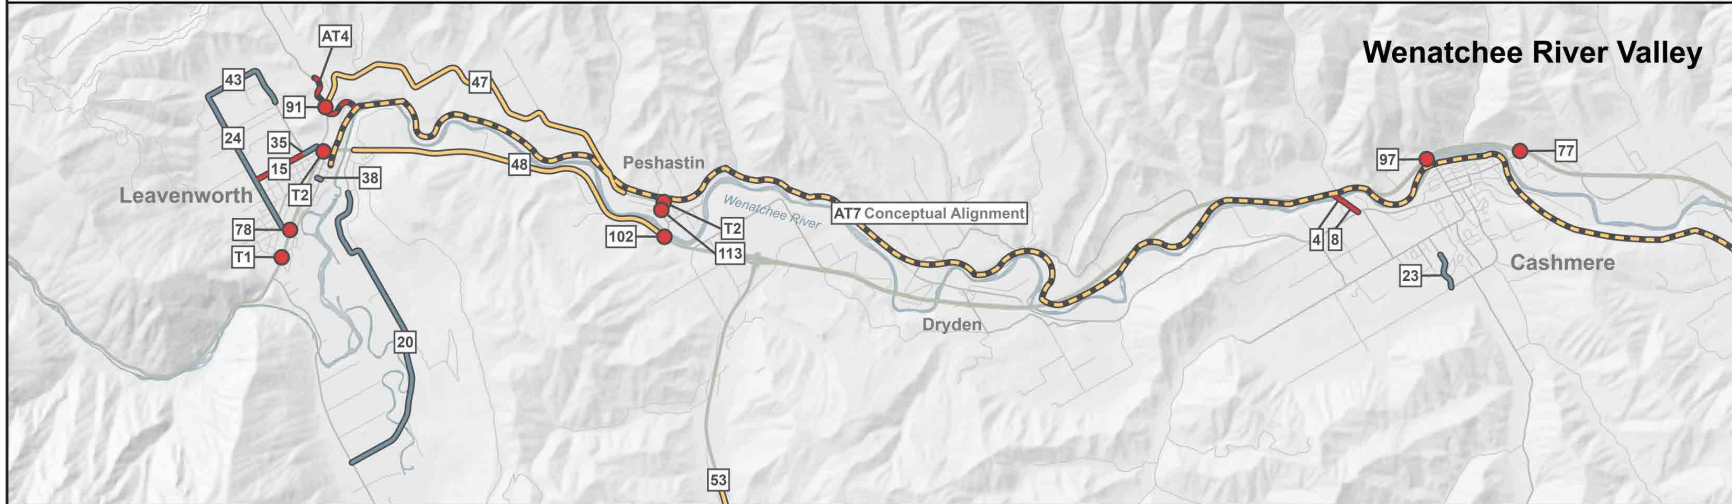 Wenatchee River Valley
AT4
43
47
91
24
35
15
48
Peshastin
97
77
T2
38
Leavenworth
Wenatchee River
AT7 Conceptual Alignment
78
102
T2
4
8
T1
113
Cashmere
23
Dryden
20
53